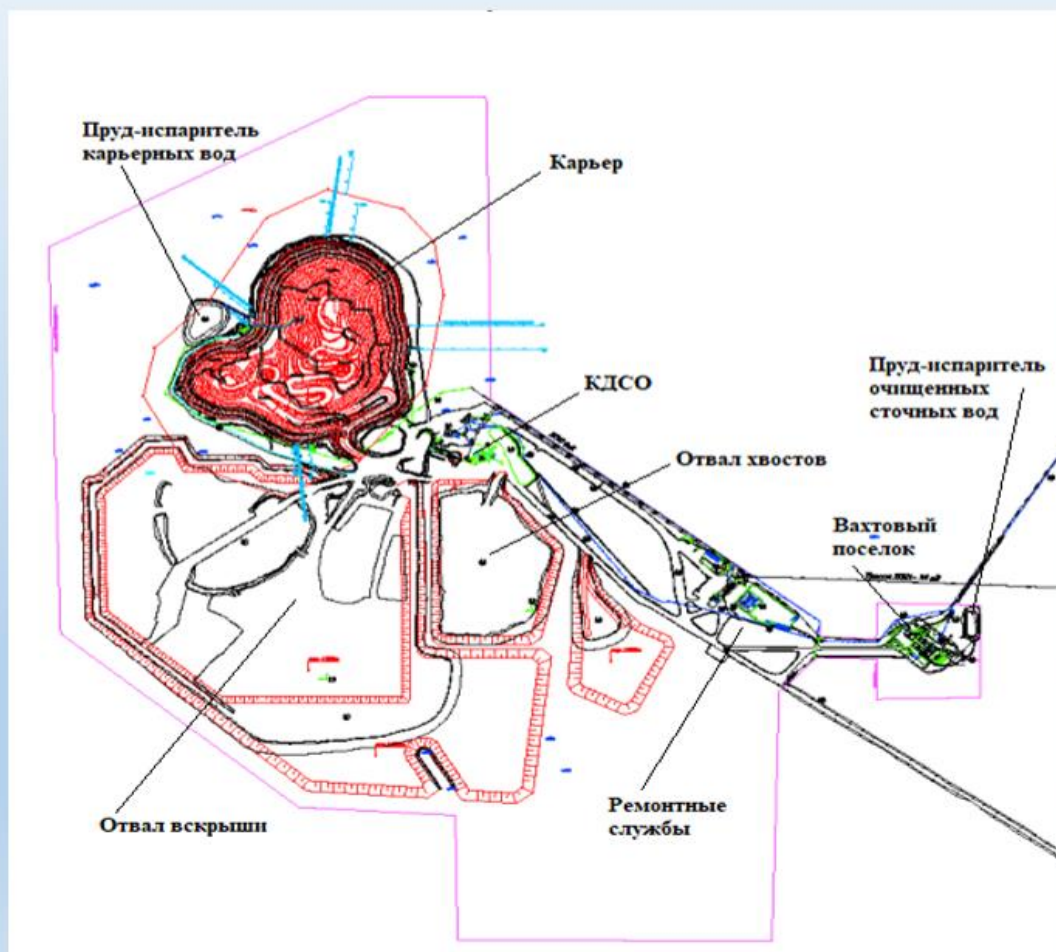 Пруд-испаритель
карьерных вод
Карьер
Пруд-испаритель
очищенных
сточных вод
КДСО
Отвал хвостов
Вахтовый
поселок
Ремонтные
службы
Отвал вскрыши